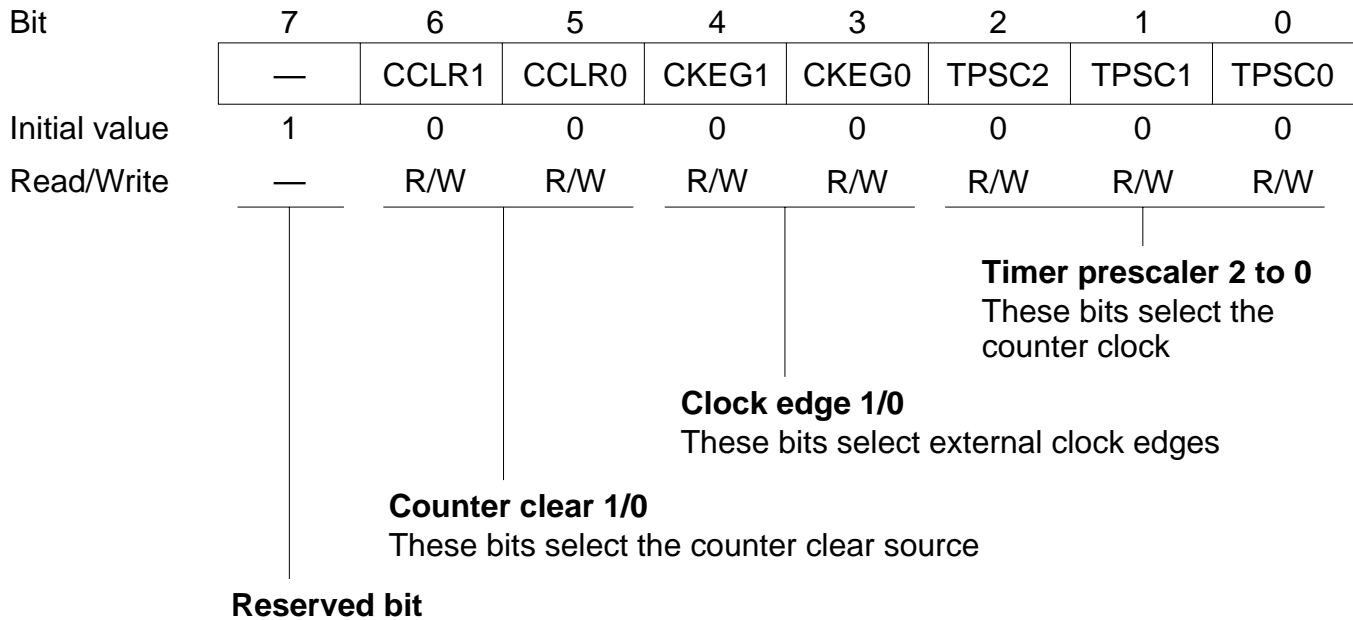 Bit 7 6 5 4 3 2 1 0
— CCLR1 CCLR0 CKEG1 CKEG0 TPSC2 TPSC1 TPSC0
Initial value 1 0 0 0 0 0 0 0
Read/Write — R/W R/W R/W R/W R/W R/W R/W
Timer prescaler 2 to 0
These bits select the
counter clock
Clock edge 1/0
These bits select external clock edges
Counter clear 1/0
These bits select the counter clear source
Reserved bit